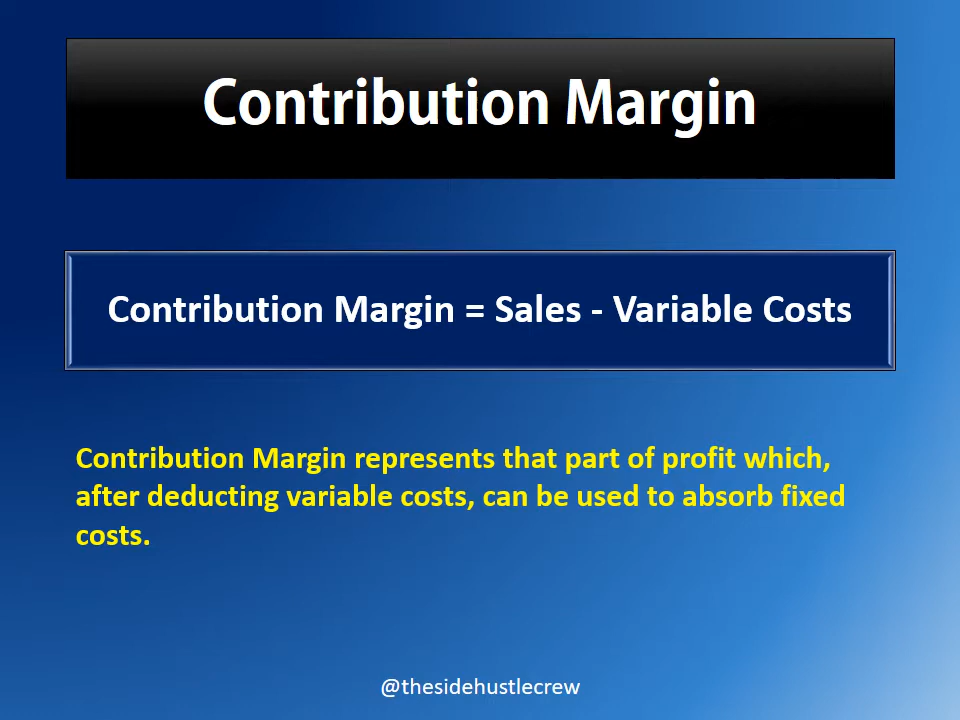 Contribution Margin
Contribution Margin = Sales - Variable Costs
Contribution Margin represents that part of profit which,
after deducting variable costs, can be used to absorb fixed
costs.
@thesidehustlecrew